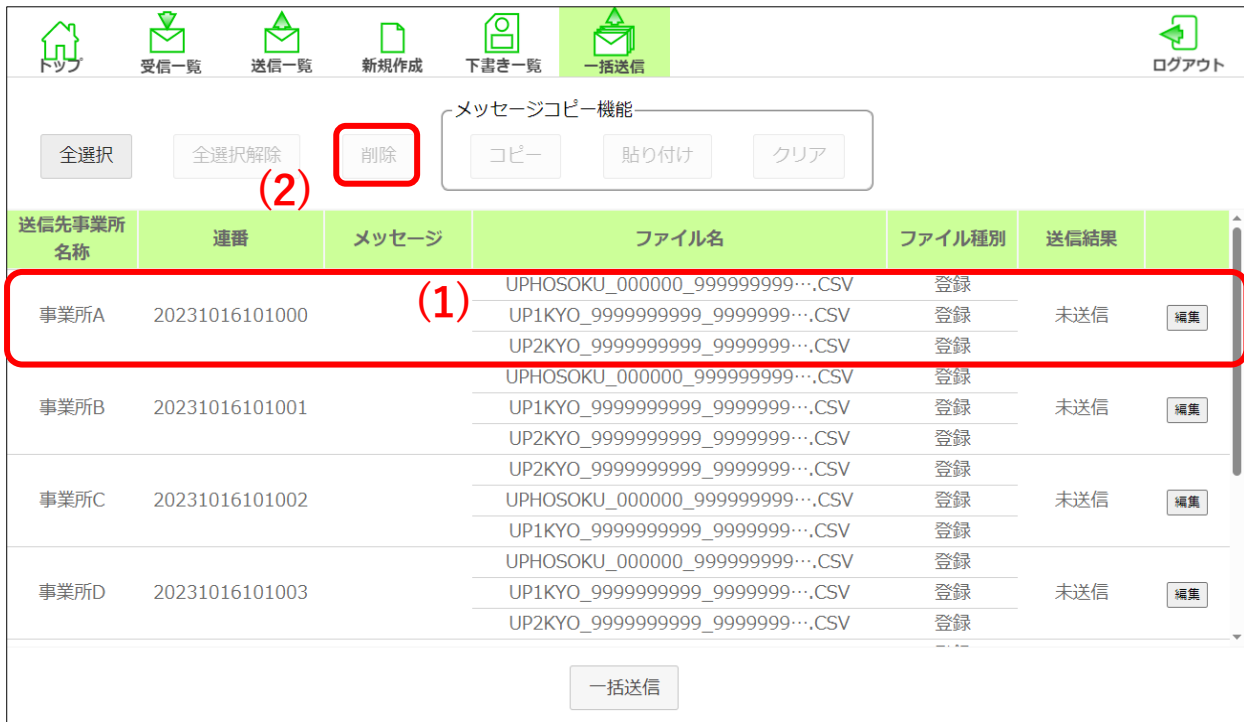 トップ 受信一覧 送信一覧 新規作成 下書き一覧 一括送信 ログアウト
メッセージコピー機能
全選択 全選択解除 削除 コピー 貼り付け クリア
(2)
送信先事業所
名称 連番 メッセージ ファイル名 ファイル種別 送信結果
(1)
UPHOSOKU_000000_999999999….CSV 登録
事業所A 20231016101000 UP1KYO_9999999999_9999999….CSV 登録 未送信 編集
UP2KYO_9999999999_9999999….CSV 登録
UPHOSOKU_000000_999999999….CSV 登録
事業所B 20231016101001 UP1KYO_9999999999_9999999….CSV 登録 未送信 編集
UP2KYO_9999999999_9999999….CSV 登録
UP2KYO_9999999999_9999999….CSV 登録
事業所C 20231016101002 UPHOSOKU_000000_999999999….CSV 登録 未送信 編集
UP1KYO_9999999999_9999999….CSV 登録
UPHOSOKU_000000_999999999….CSV 登録
事業所D 20231016101003 UP1KYO_9999999999_9999999….CSV 登録 未送信 編集
UP2KYO_9999999999_9999999….CSV 登録
一括送信